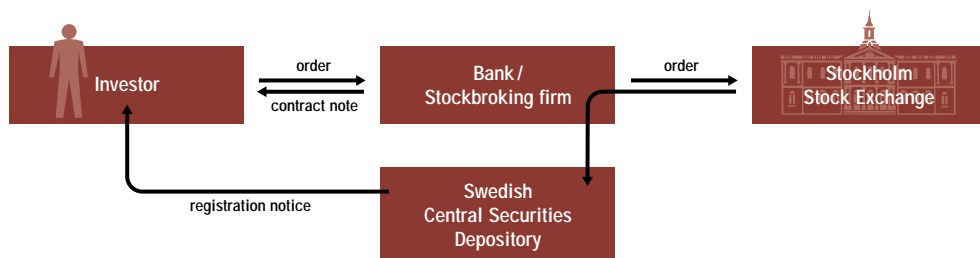 Investor
order
contract note
Bank /
Stockbroking firm
order
Stockholm
Stock Exchange
registration notice
Swedish
Central Securities
Depository